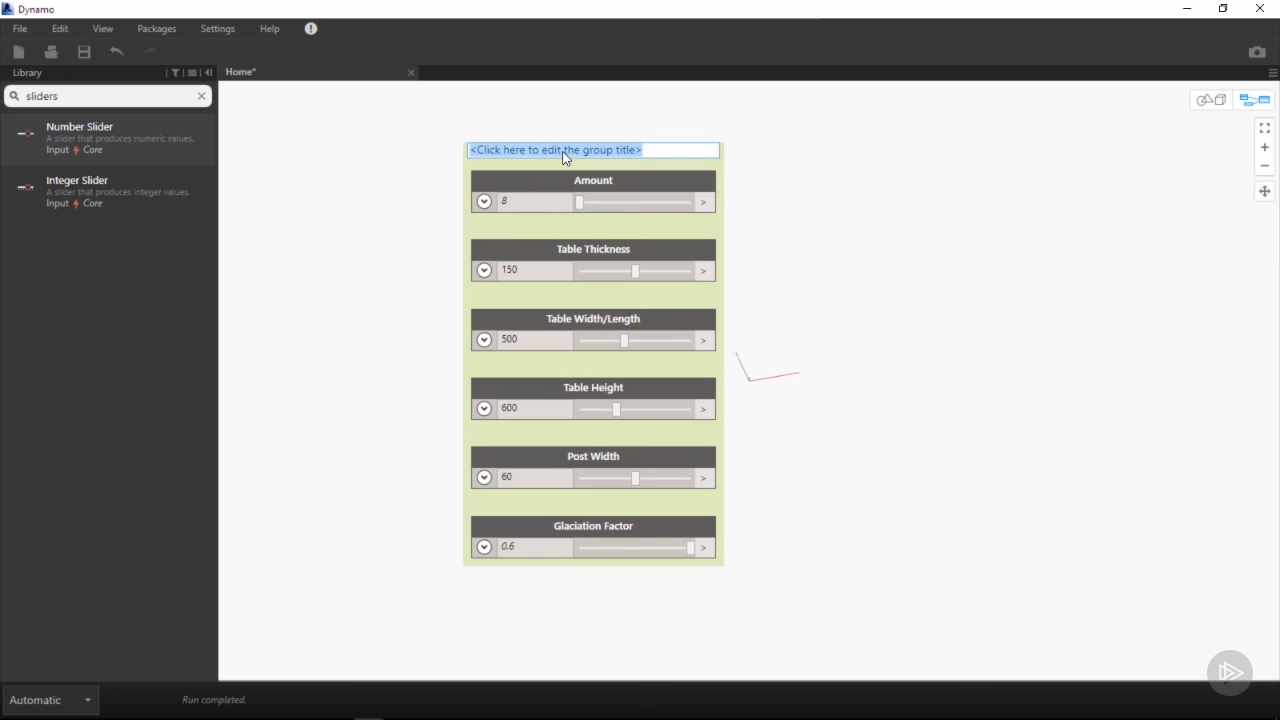 Dynamo
File Edit View Packages Settings Help
Library
Home*
sliders
Number Slider
A slider that produces numeric values.
Input Core
Integer Slider
A slider that produces integer values.
Input Core
<Click here to edit the group title>
Amount
8 >
Table Thickness
150 >
Table Width/Length
500 >
Table Height
600 >
Post Width
60 >
Glaciation Factor
0.6 >
Automatic
Run completed.